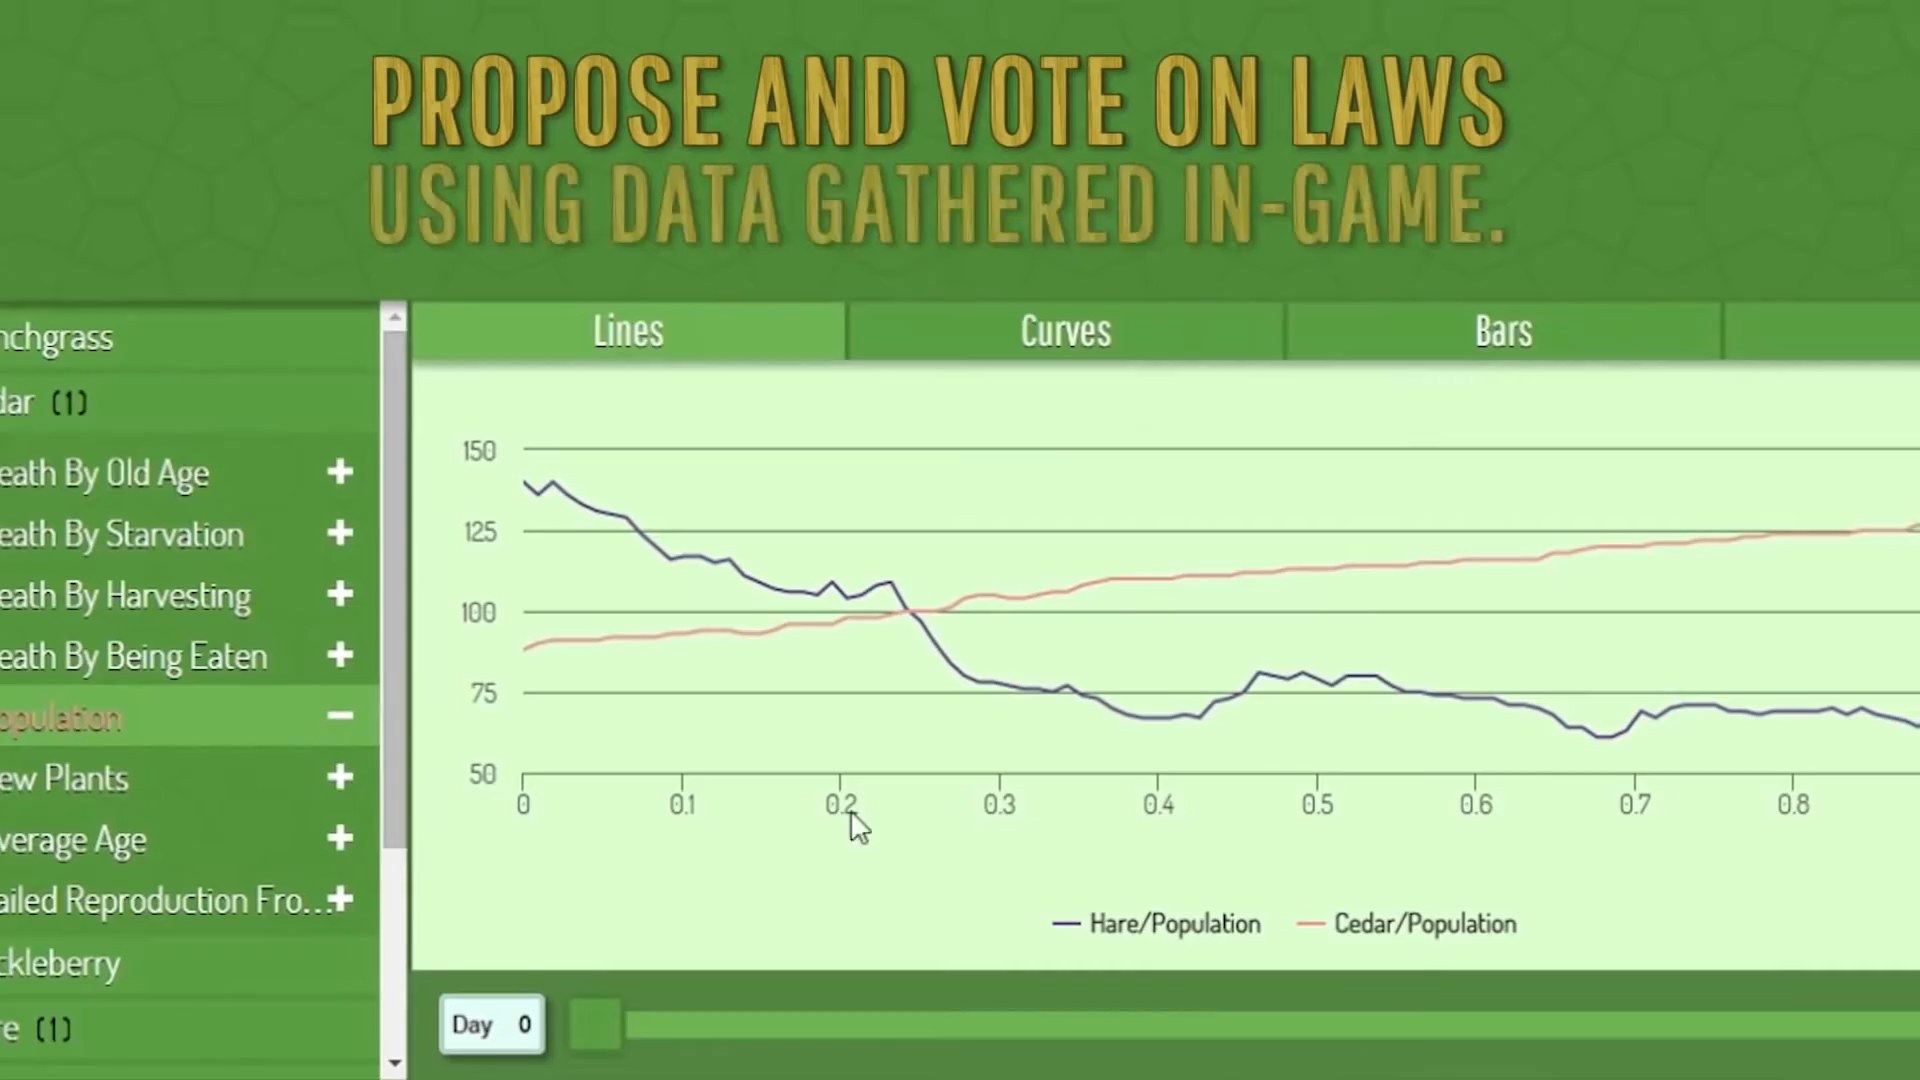 PROPOSE AND VOTE ON LAWS
USING DATA GATHERED IN-GAME.
nchgrass
dar (1)
eath By Old Age
eath By Starvation
eath By Harvesting
eath By Being Eaten
opulation
ew Plants
verage Age
ailed Reproduction Fro...
ckleberry
re (1)
Lines Curves Bars
150
125
100
75
50
0 0.1 0.2 0.3 0.4 0.5 0.6 0.7 0.8
Hare/Population Cedar/Population
Day 0